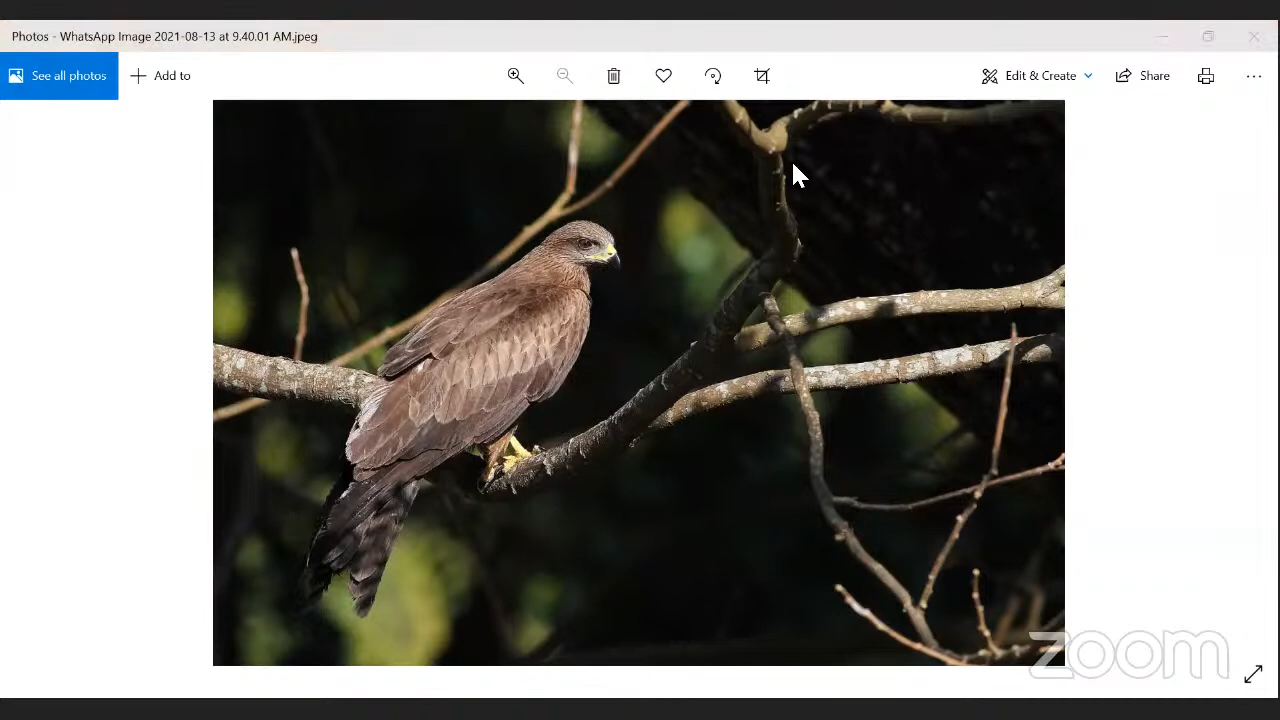 Photos - WhatsApp Image 2021-08-13 at 9.40.01 AM.jpeg
See all photos
Add to
Edit & Create
Share
zoom